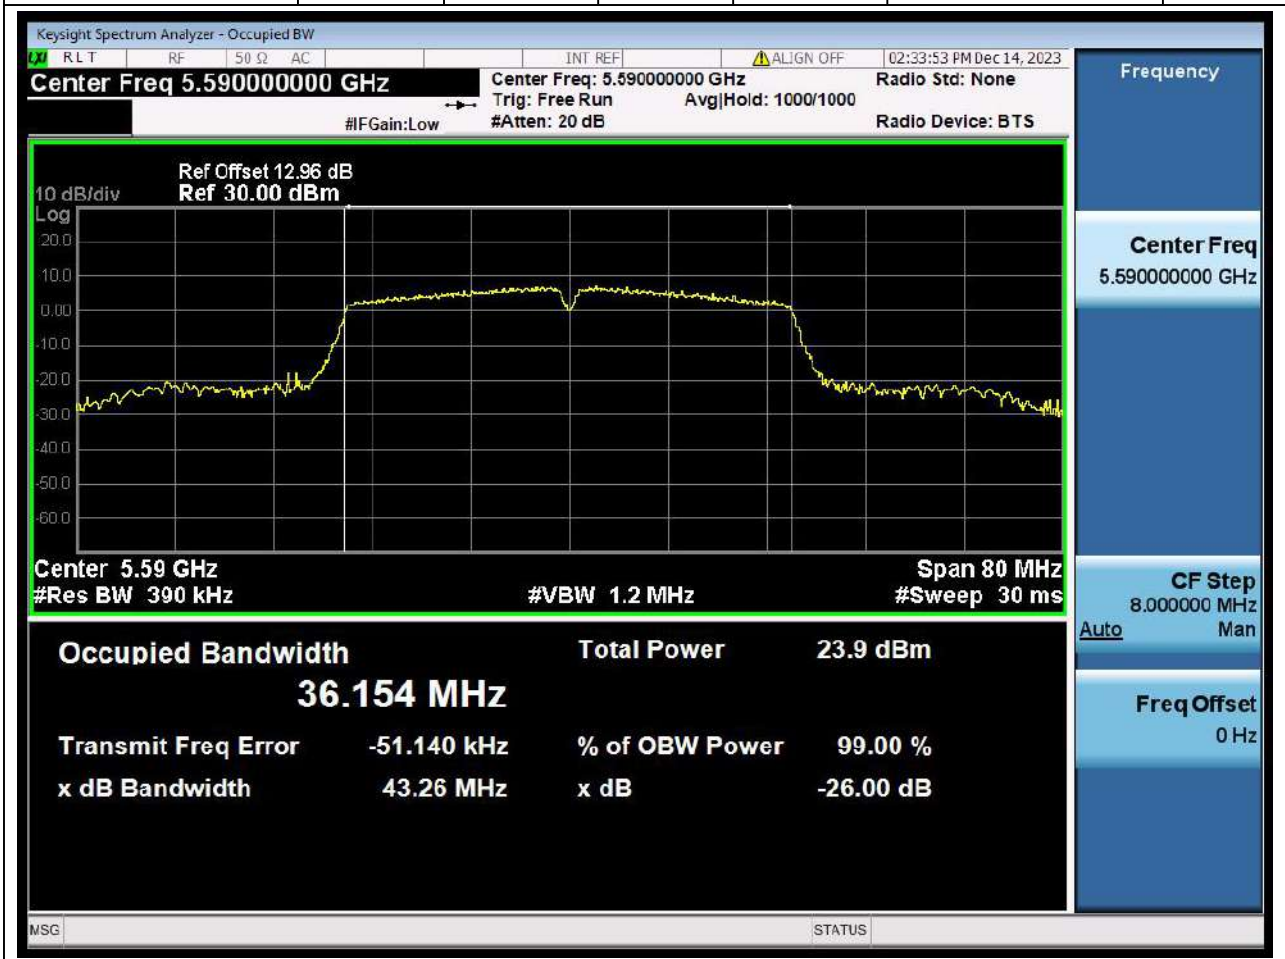 Keysight Spectrum Analyzer - Occupied BW
LXI RLT RF 50 Ω AC INT REF ALIGN OFF 02:33:53 PM Dec 14, 2023
Center Freq 5.590000000 GHz
#IFGain:Low
Center Freq: 5.590000000 GHz
Trig: Free Run Avg|Hold: 1000/1000
#Atten: 20 dB
Radio Std: None
Radio Device: BTS
Ref Offset 12.96 dB
10 dB/div Ref 30.00 dBm
Log
20.0
10.0
0.00
-10.0
-20.0
-30.0
-40.0
-50.0
-60.0
Center 5.59 GHz Span 80 MHz
#Res BW 390 kHz #VBW 1.2 MHz #Sweep 30 ms
Occupied Bandwidth Total Power 23.9 dBm
36.154 MHz
Transmit Freq Error -51.140 kHz % of OBW Power 99.00 %
x dB Bandwidth 43.26 MHz x dB -26.00 dB
Frequency
Center Freq
5.590000000 GHz
CF Step
8.000000 MHz
Auto Man
Freq Offset
0 Hz
MSG STATUS